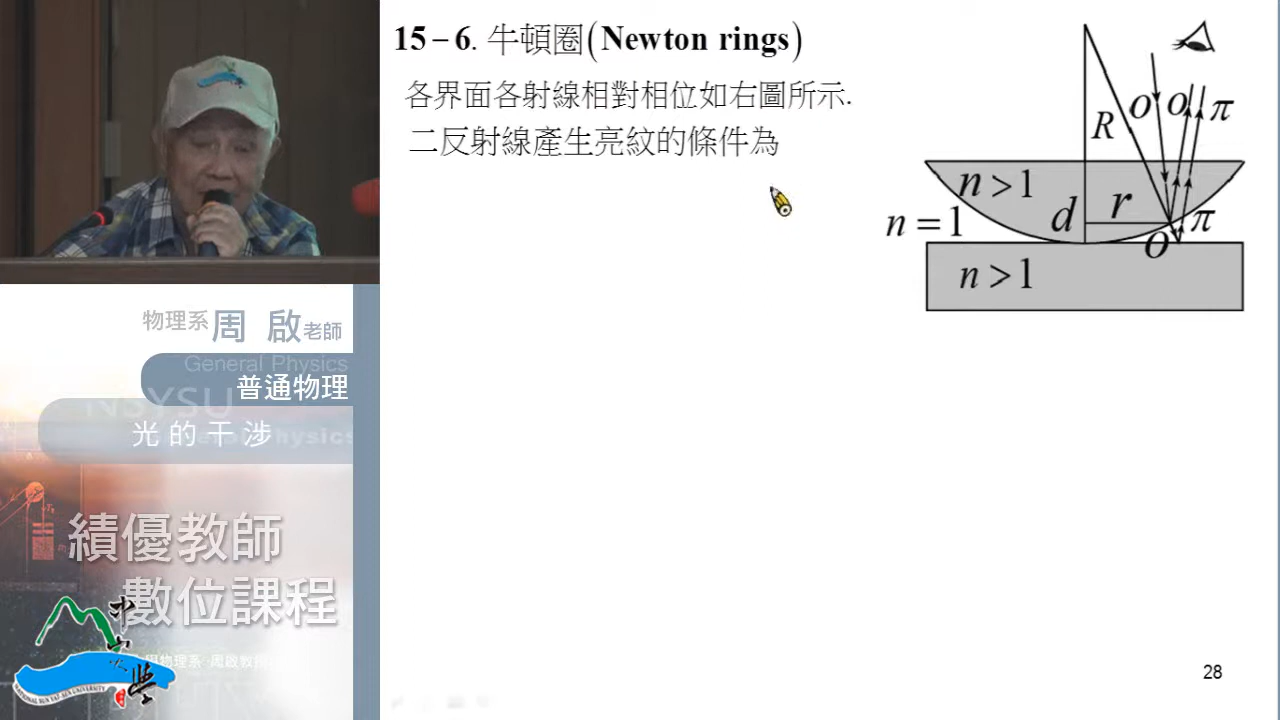 15－6. 牛頓圈(Newton rings)
各界面各射線相對相位如右圖所示.
二反射線產生亮紋的條件為
R
O
O
π
n > 1
n = 1
d
r
π
O
n > 1
物理系 周 啟 老師
General Physics
普通物理
NSYSU
光的干涉
績優教師
數位課程
28